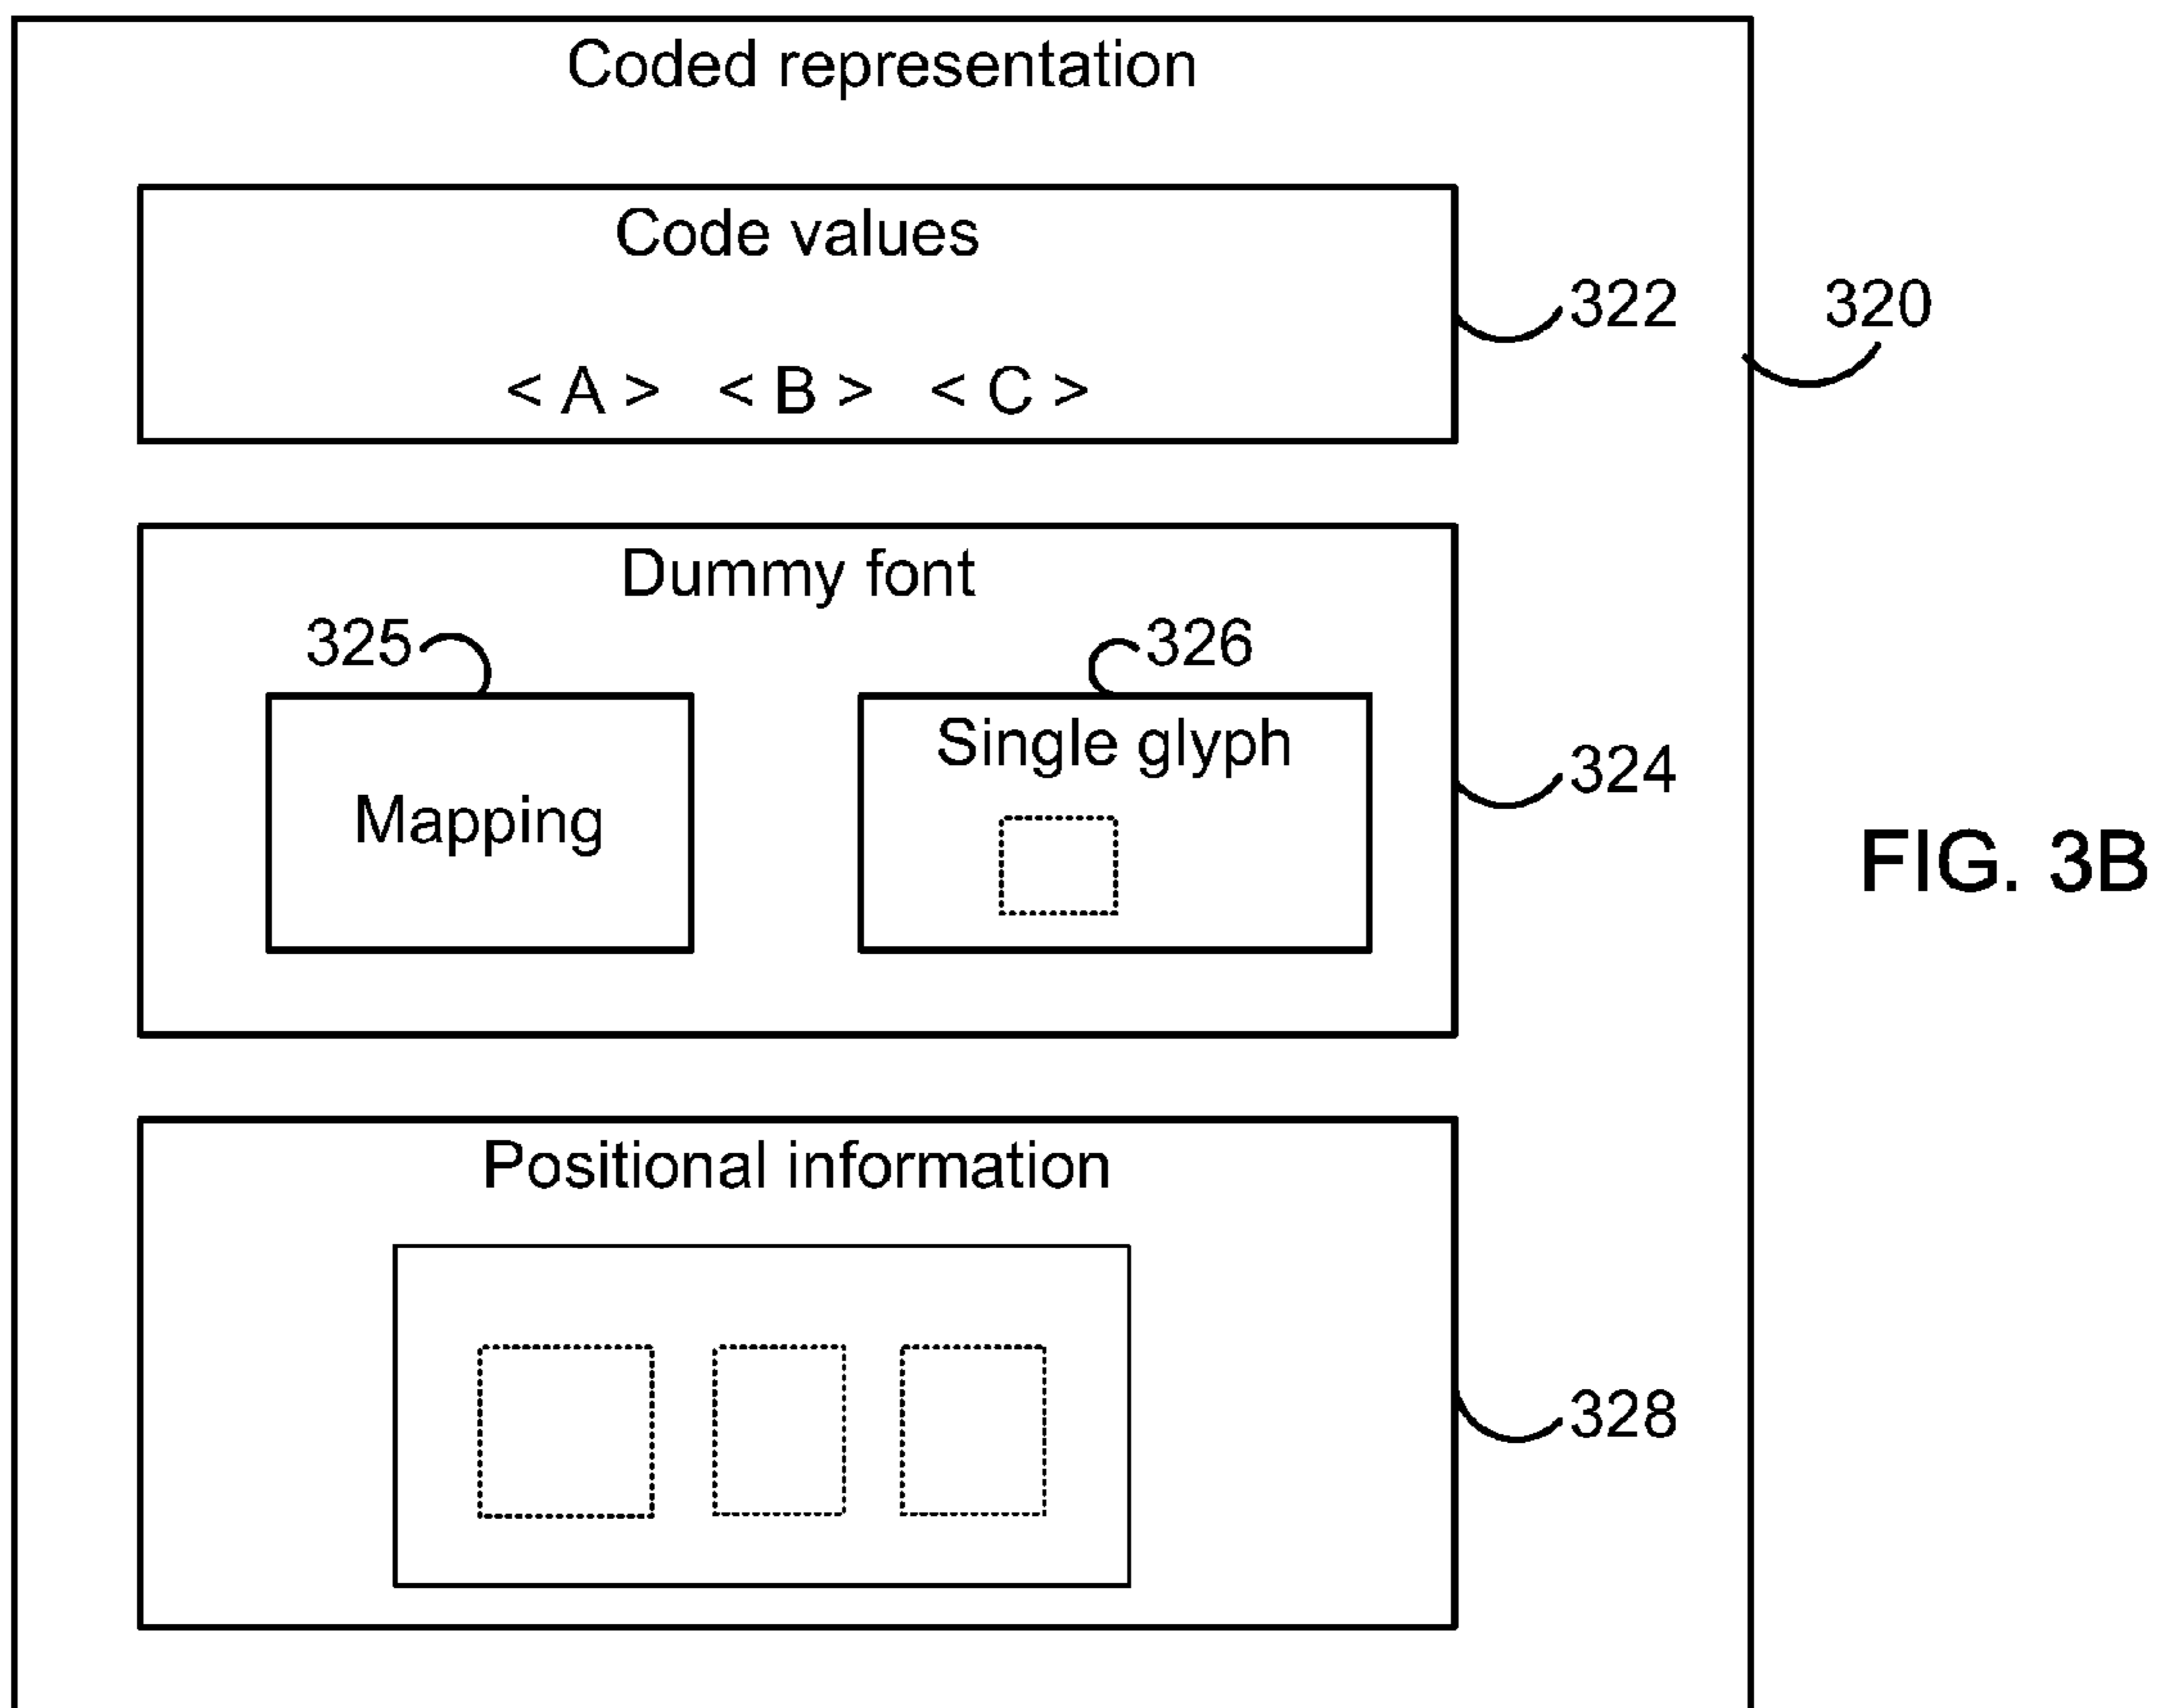 Coded representation
Code values
322
320
< A > < B > < C >
Dummy font
325
326
Single glyph
Mapping
324
FIG. 3B
Positional information
328